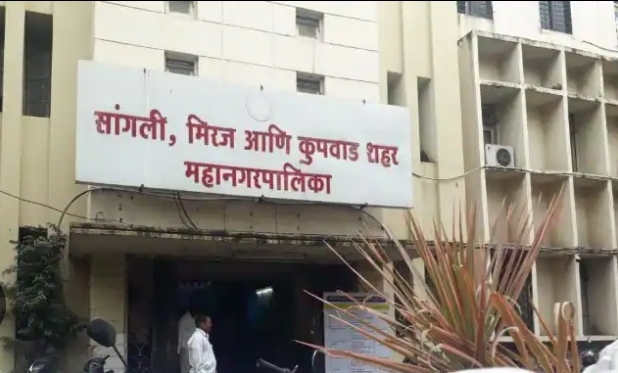 सांगली, मिरज आणि कुपवाड शहर
महानगरपालिका